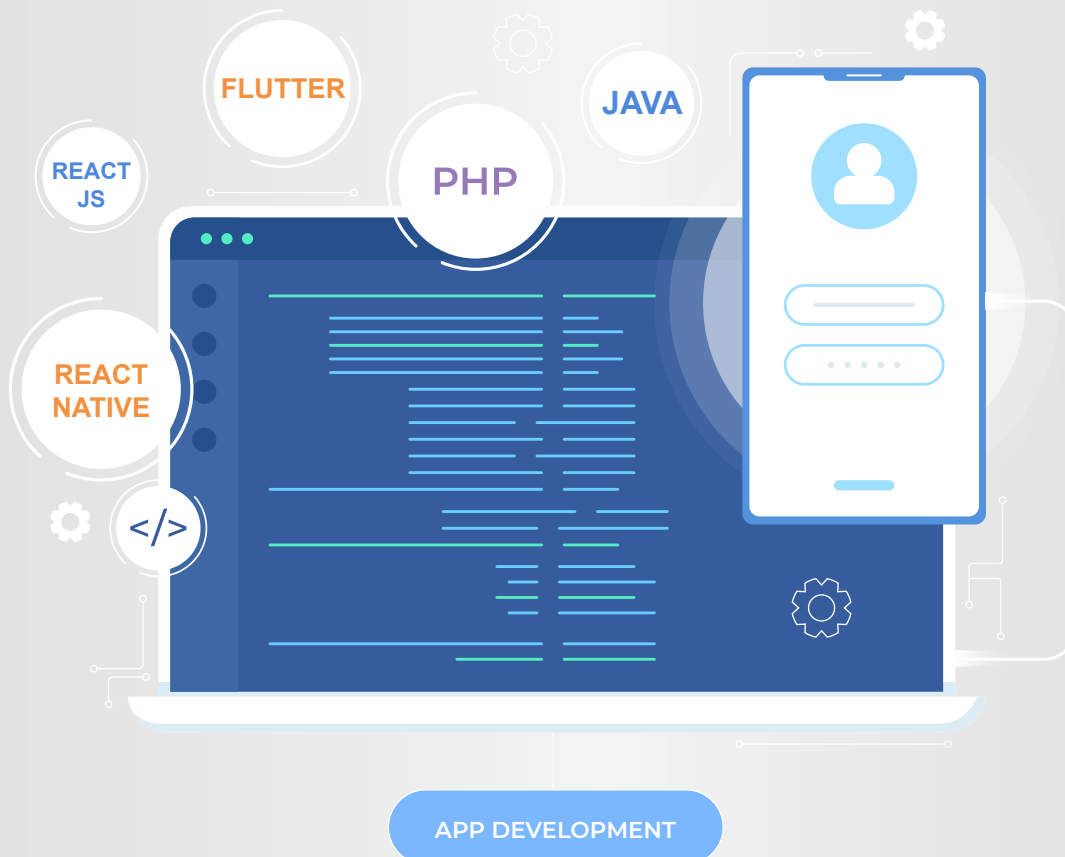 FLUTTER
JAVA
REACT
JS
PHP
REACT
NATIVE
</>
APP DEVELOPMENT